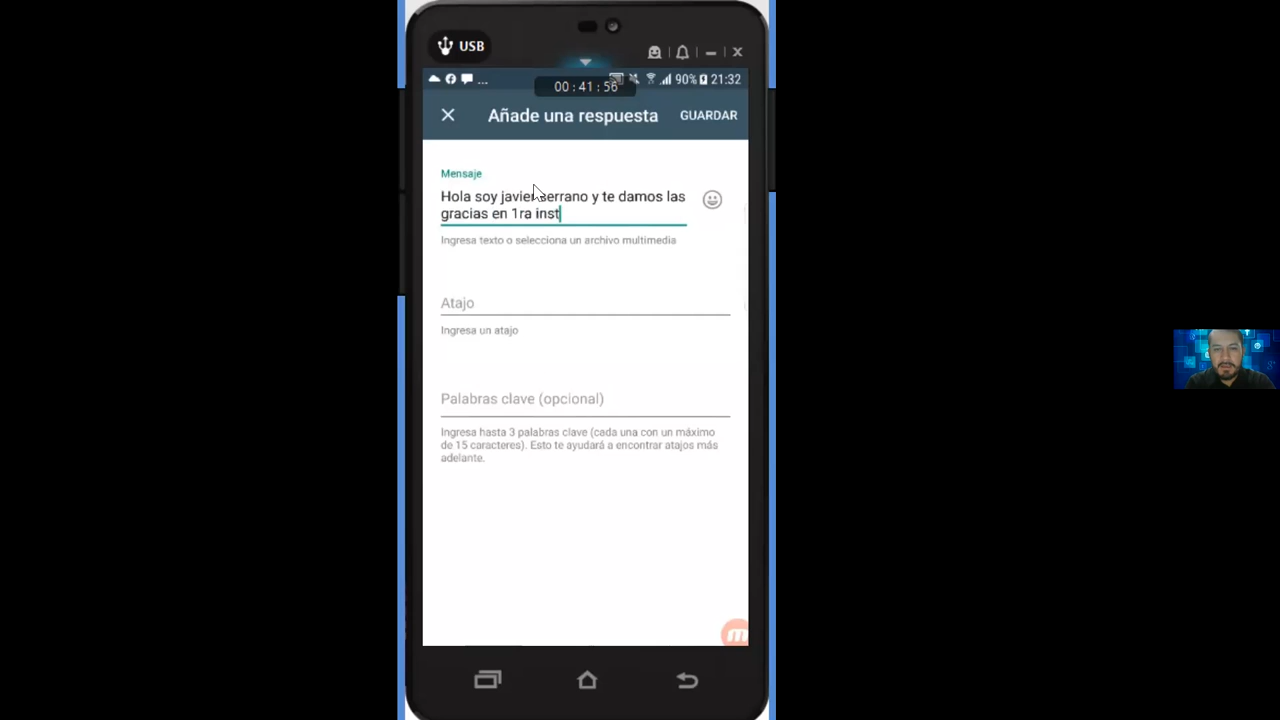 USB
... 90% 21:32
00:41:56
Añade una respuesta GUARDAR
Mensaje
Hola soy javier serrano y te damos las
gracias en 1ra inst
Ingresa texto o selecciona un archivo multimedia
Atajo
Ingresa un atajo
Palabras clave (opcional)
Ingresa hasta 3 palabras clave (cada una con un máximo
de 15 caracteres). Esto te ayudará a encontrar atajos más
adelante.